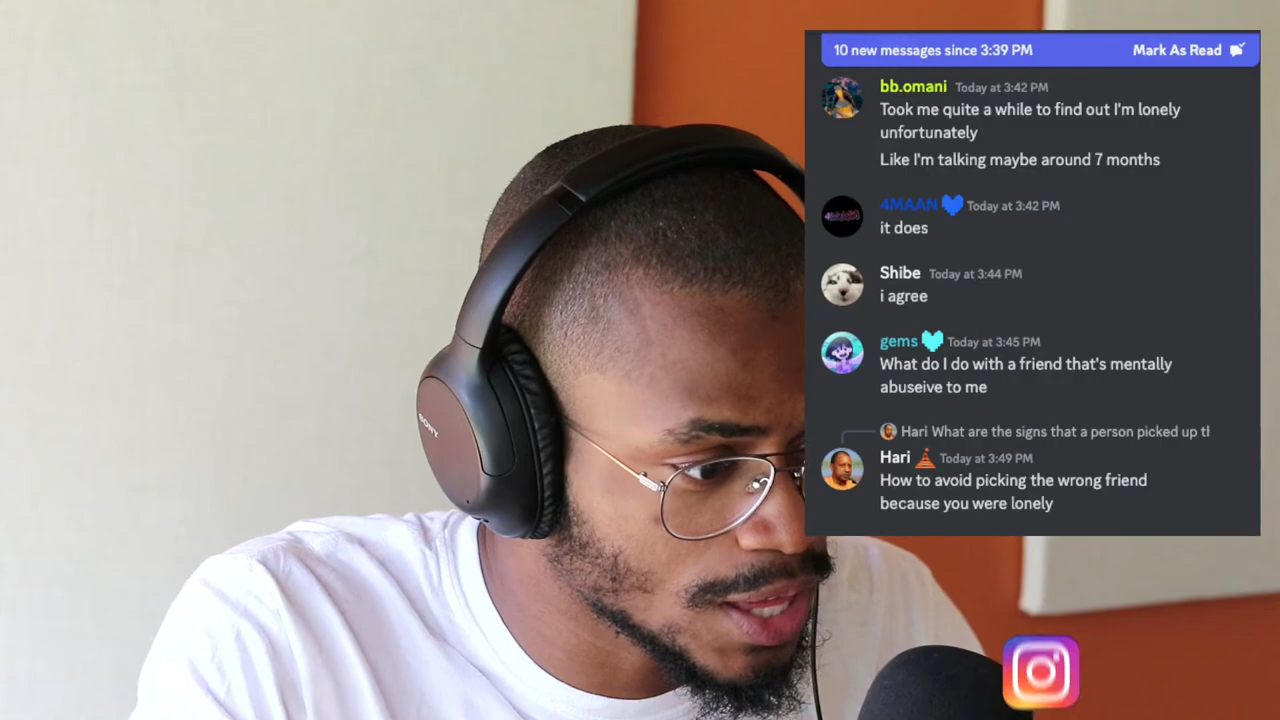 10 new messages since 3:39 PM Mark As Read
bb.omani Today at 3:42 PM
Took me quite a while to find out I'm lonely
unfortunately
Like I'm talking maybe around 7 months
4MAAN Today at 3:42 PM
it does
Shibe Today at 3:44 PM
i agree
gems Today at 3:45 PM
What do I do with a friend that's mentally
abuseive to me
Hari What are the signs that a person picked up
Hari Today at 3:49 PM
How to avoid picking the wrong friend
because you were lonely
SONY